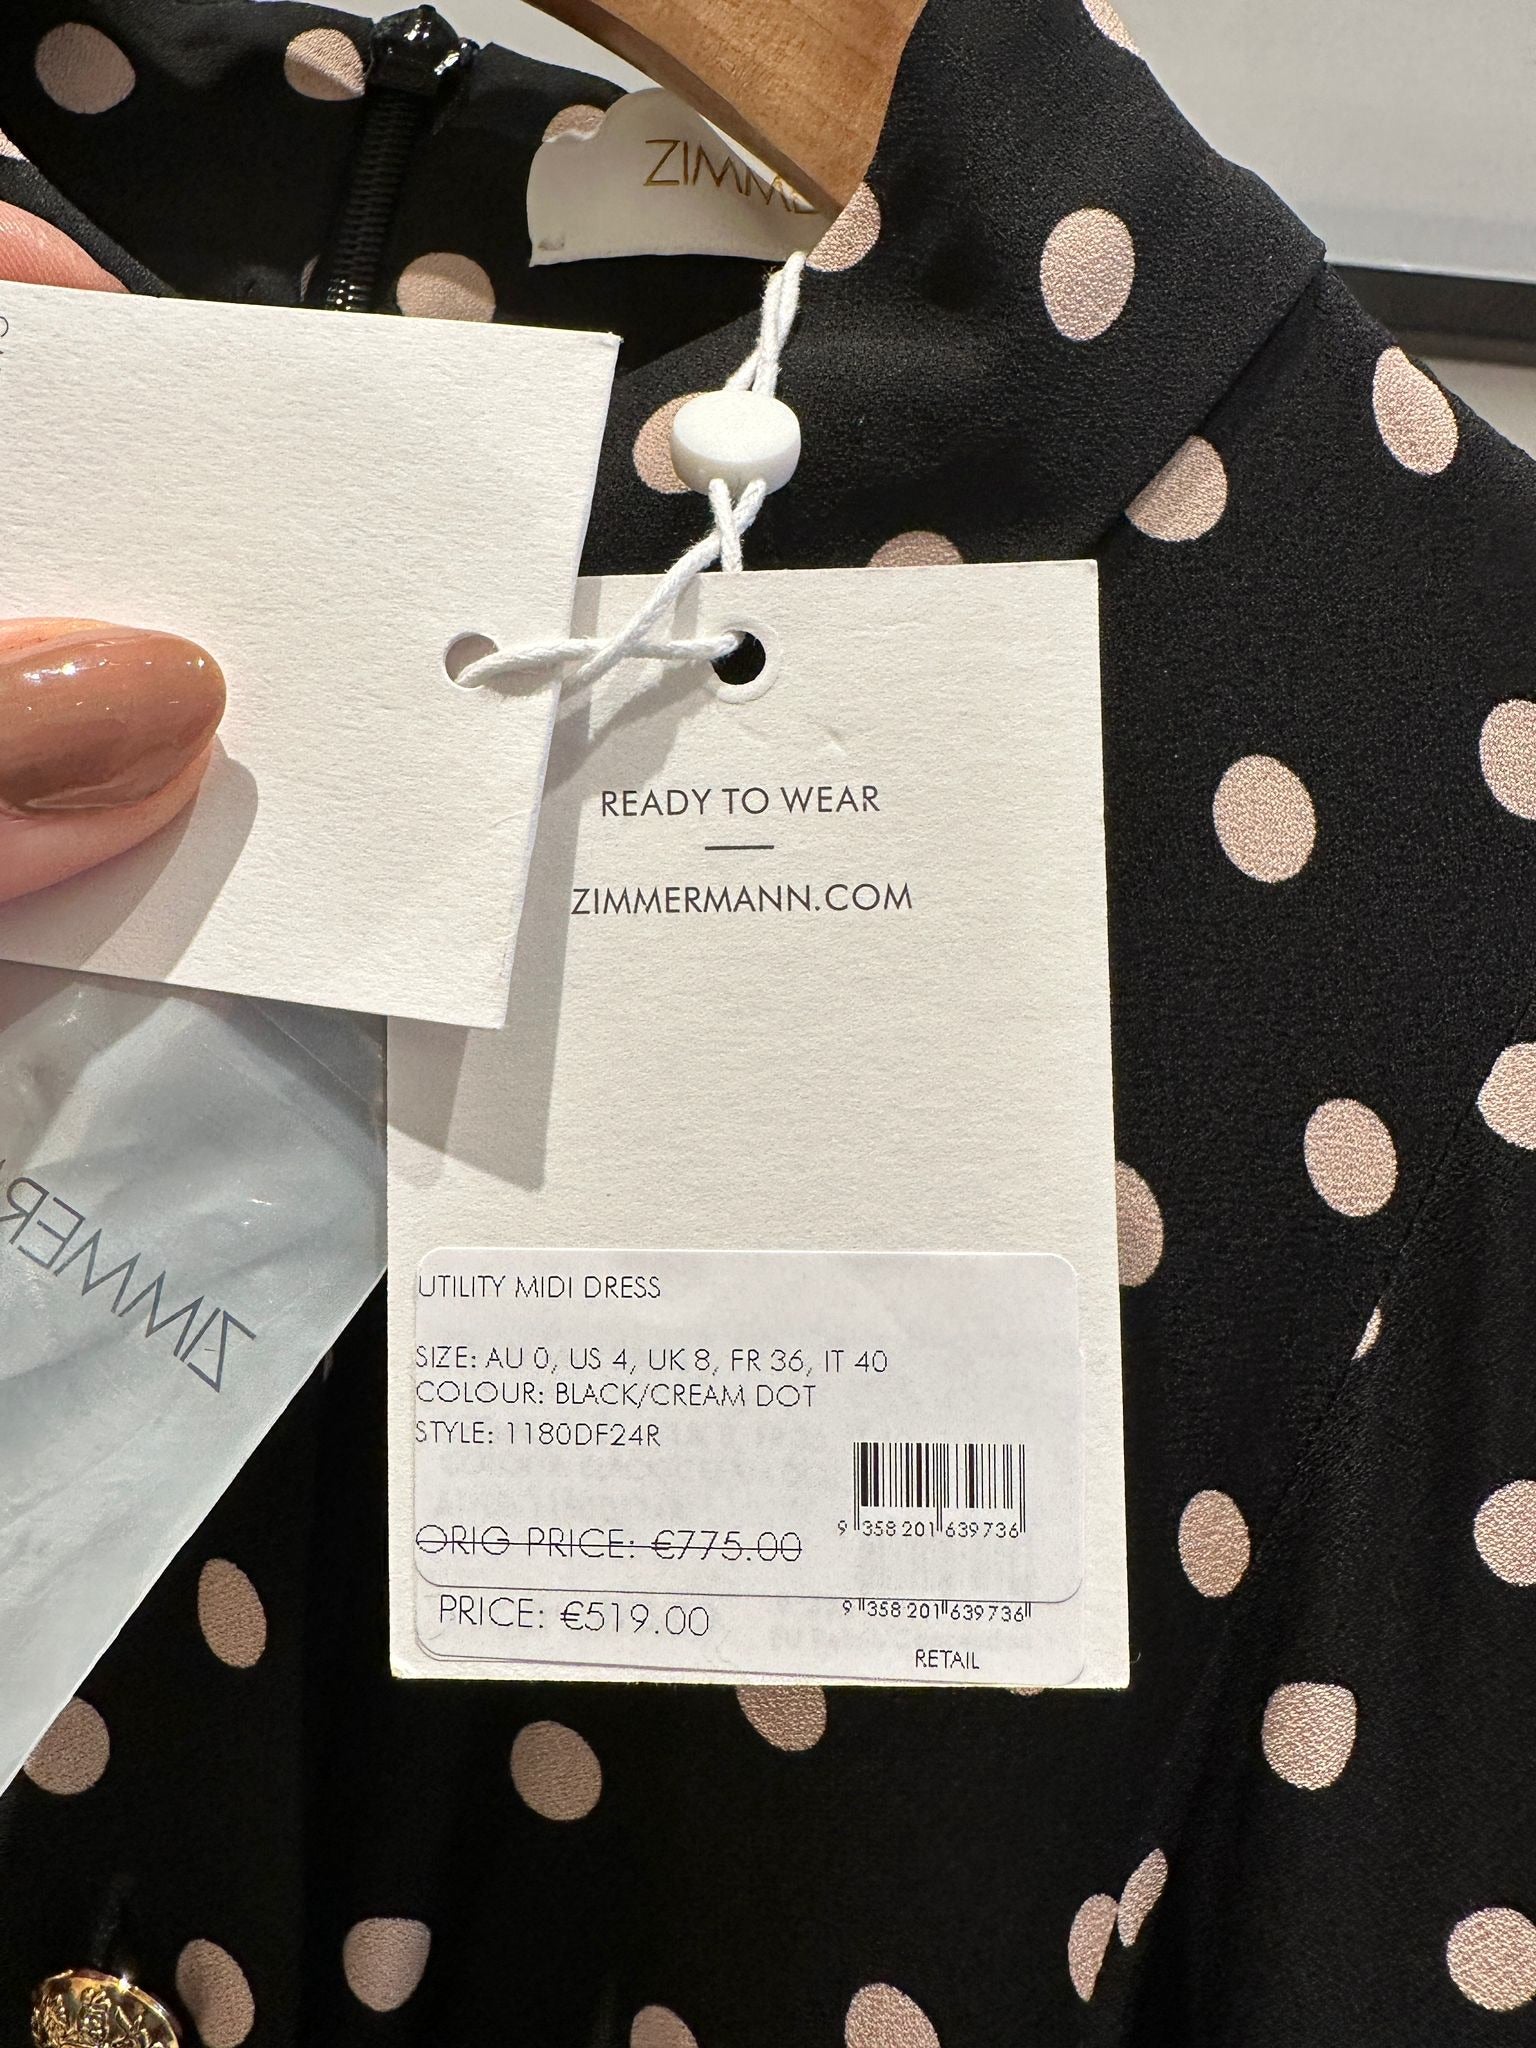 ZIMME
READY TO WEAR
ZIMMERMANN.COM
ZIMMER
UTILITY MIDI DRESS
SIZE: AU 0, US 4, UK 8, FR 36, IT 40
COLOUR: BLACK/CREAM DOT
STYLE: 1180DF24R
ORIG PRICE: €775.00
9 358201 639736
PRICE: €519.00
9 358201 639736
RETAIL